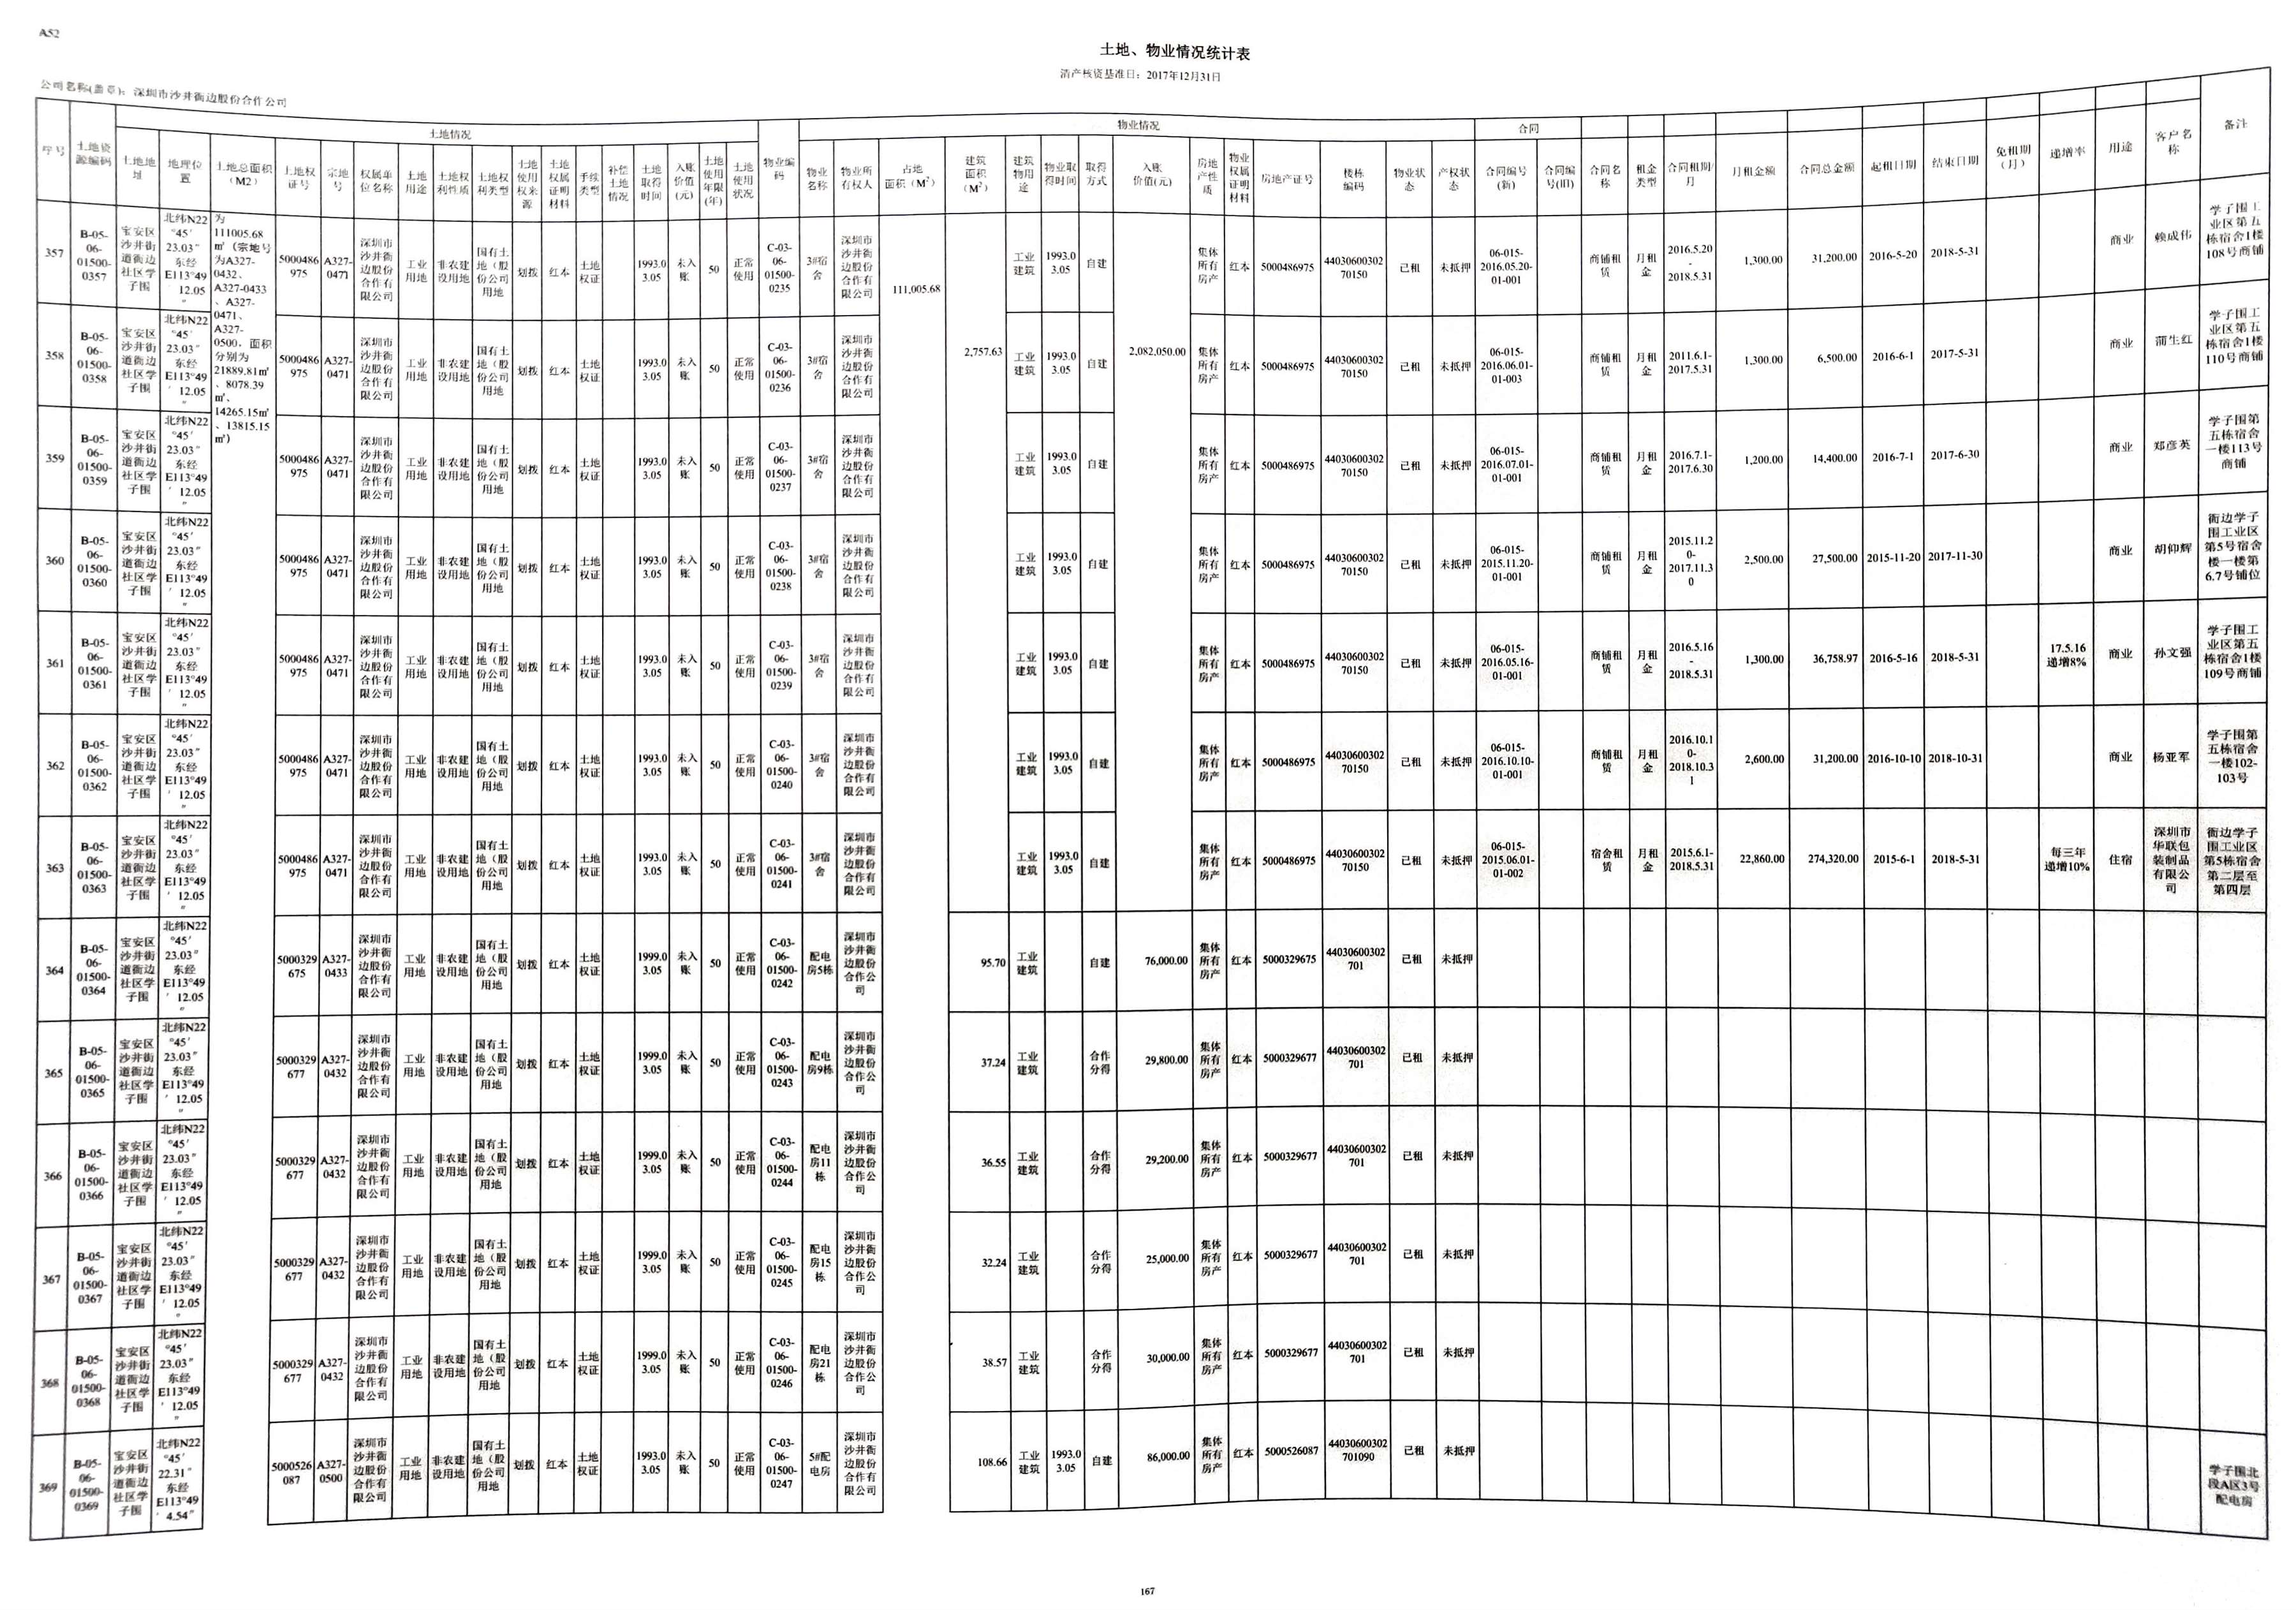 A52
土地、物业情况统计表
清产核资基准日：2017年12月31日
公司名称(盖章)：深圳市沙井衙边股份合作公司
序号 土地资源编码 土地情况 物业编码 物业情况 合同 备注
土地地址 地理位置 土地总面积（M2） 土地权证号 宗地号 权属单位名称 土地用途 土地权利性质 土地权利类型 土地使用权来源 土地权属证明材料 手续类型 补偿土地情况 土地取得时间 入账价值(元) 土地使用年限(年) 土地使用状况 物业名称 物业所有权人 占地面积（M²） 建筑面积（M²） 建筑物用途 物业取得时间 取得方式 入账价值(元) 房地产性质 物业权属证明材料 房地产证号 楼栋编码 物业状态 产权状态 合同编号(新) 合同编号(旧) 合同名称 租金类型 合同租期/月 月租金额 合同总金额 起租日期 结束日期 免租期（月） 递增率 用途 客户名称
为111005.68㎡（宗地号为A327-0432、A327-0433、A327-0471、A327-0500，面积分别为21889.81㎡、8078.39㎡、14265.15㎡、13815.15㎡）
111,005.68
2,757.63
2,082,050.00
357 B-05-06-01500-0357 宝安区沙井街道衙边社区学子围 北纬N22°45′23.03″东经E113°49′12.05″ 5000486975 A327-0471 深圳市沙井衙边股份合作有限公司 工业用地 非农建设用地 国有土地（股份公司用地 划拨 红本 土地权证 1993.03.05 未入账 50 正常使用 C-03-06-01500-0235 3#宿舍 深圳市沙井衙边股份合作有限公司 工业建筑 1993.03.05 自建 集体所有房产 红本 5000486975 4403060030270150 已租 未抵押 06-015-2016.05.20-01-001 商铺租赁 月租金 2016.5.20-2018.5.31 1,300.00 31,200.00 2016-5-20 2018-5-31 商业 赖成伟 学子围工业区第五栋宿舍1楼108号商铺
358 B-05-06-01500-0358 宝安区沙井街道衙边社区学子围 北纬N22°45′23.03″东经E113°49′12.05″ 5000486975 A327-0471 深圳市沙井衙边股份合作有限公司 工业用地 非农建设用地 国有土地（股份公司用地 划拨 红本 土地权证 1993.03.05 未入账 50 正常使用 C-03-06-01500-0236 3#宿舍 深圳市沙井衙边股份合作有限公司 工业建筑 1993.03.05 自建 集体所有房产 红本 5000486975 4403060030270150 已租 未抵押 06-015-2016.06.01-01-003 商铺租赁 月租金 2011.6.1-2017.5.31 1,300.00 6,500.00 2016-6-1 2017-5-31 商业 蒲生红 学子围工业区第五栋宿舍1楼110号商铺
359 B-05-06-01500-0359 宝安区沙井街道衙边社区学子围 北纬N22°45′23.03″东经E113°49′12.05″ 5000486975 A327-0471 深圳市沙井衙边股份合作有限公司 工业用地 非农建设用地 国有土地（股份公司用地 划拨 红本 土地权证 1993.03.05 未入账 50 正常使用 C-03-06-01500-0237 3#宿舍 深圳市沙井衙边股份合作有限公司 工业建筑 1993.03.05 自建 集体所有房产 红本 5000486975 4403060030270150 已租 未抵押 06-015-2016.07.01-01-001 商铺租赁 月租金 2016.7.1-2017.6.30 1,200.00 14,400.00 2016-7-1 2017-6-30 商业 郑彦英 学子围第五栋宿舍一楼113号商铺
360 B-05-06-01500-0360 宝安区沙井街道衙边社区学子围 北纬N22°45′23.03″东经E113°49′12.05″ 5000486975 A327-0471 深圳市沙井衙边股份合作有限公司 工业用地 非农建设用地 国有土地（股份公司用地 划拨 红本 土地权证 1993.03.05 未入账 50 正常使用 C-03-06-01500-0238 3#宿舍 深圳市沙井衙边股份合作有限公司 工业建筑 1993.03.05 自建 集体所有房产 红本 5000486975 4403060030270150 已租 未抵押 06-015-2015.11.20-01-001 商铺租赁 月租金 2015.11.20-2017.11.30 2,500.00 27,500.00 2015-11-20 2017-11-30 商业 胡仰辉 衙边学子围工业区第5号宿舍楼一楼第6.7号铺位
361 B-05-06-01500-0361 宝安区沙井街道衙边社区学子围 北纬N22°45′23.03″东经E113°49′12.05″ 5000486975 A327-0471 深圳市沙井衙边股份合作有限公司 工业用地 非农建设用地 国有土地（股份公司用地 划拨 红本 土地权证 1993.03.05 未入账 50 正常使用 C-03-06-01500-0239 3#宿舍 深圳市沙井衙边股份合作有限公司 工业建筑 1993.03.05 自建 集体所有房产 红本 5000486975 4403060030270150 已租 未抵押 06-015-2016.05.16-01-001 商铺租赁 月租金 2016.5.16-2018.5.31 1,300.00 36,758.97 2016-5-16 2018-5-31 17.5.16递增8% 商业 孙文强 学子围工业区第五栋宿舍1楼109号商铺
362 B-05-06-01500-0362 宝安区沙井街道衙边社区学子围 北纬N22°45′23.03″东经E113°49′12.05″ 5000486975 A327-0471 深圳市沙井衙边股份合作有限公司 工业用地 非农建设用地 国有土地（股份公司用地 划拨 红本 土地权证 1993.03.05 未入账 50 正常使用 C-03-06-01500-0240 3#宿舍 深圳市沙井衙边股份合作有限公司 工业建筑 1993.03.05 自建 集体所有房产 红本 5000486975 4403060030270150 已租 未抵押 06-015-2016.10.10-01-001 商铺租赁 月租金 2016.10.10-2018.10.31 2,600.00 31,200.00 2016-10-10 2018-10-31 商业 杨亚军 学子围第五栋宿舍一楼102-103号
363 B-05-06-01500-0363 宝安区沙井街道衙边社区学子围 北纬N22°45′23.03″东经E113°49′12.05″ 5000486975 A327-0471 深圳市沙井衙边股份合作有限公司 工业用地 非农建设用地 国有土地（股份公司用地 划拨 红本 土地权证 1993.03.05 未入账 50 正常使用 C-03-06-01500-0241 3#宿舍 深圳市沙井衙边股份合作有限公司 工业建筑 1993.03.05 自建 集体所有房产 红本 5000486975 4403060030270150 已租 未抵押 06-015-2015.06.01-01-002 宿舍租赁 月租金 2015.6.1-2018.5.31 22,860.00 274,320.00 2015-6-1 2018-5-31 每三年递增10% 住宿 深圳市华联包装制品有限公司 衙边学子围工业区第5栋宿舍第二层至第四层
364 B-05-06-01500-0364 宝安区沙井街道衙边社区学子围 北纬N22°45′23.03″东经E113°49′12.05″ 5000329675 A327-0433 深圳市沙井衙边股份合作有限公司 工业用地 非农建设用地 国有土地（股份公司用地 划拨 红本 土地权证 1999.03.05 未入账 50 正常使用 C-03-06-01500-0242 配电房5栋 深圳市沙井衙边股份合作公司 95.70 工业建筑 自建 76,000.00 集体所有房产 红本 5000329675 44030600302701 已租 未抵押
365 B-05-06-01500-0365 宝安区沙井街道衙边社区学子围 北纬N22°45′23.03″东经E113°49′12.05″ 5000329677 A327-0432 深圳市沙井衙边股份合作有限公司 工业用地 非农建设用地 国有土地（股份公司用地 划拨 红本 土地权证 1999.03.05 未入账 50 正常使用 C-03-06-01500-0243 配电房9栋 深圳市沙井衙边股份合作公司 37.24 工业建筑 合作分得 29,800.00 集体所有房产 红本 5000329677 44030600302701 已租 未抵押
366 B-05-06-01500-0366 宝安区沙井街道衙边社区学子围 北纬N22°45′23.03″东经E113°49′12.05″ 5000329677 A327-0432 深圳市沙井衙边股份合作有限公司 工业用地 非农建设用地 国有土地（股份公司用地 划拨 红本 土地权证 1999.03.05 未入账 50 正常使用 C-03-06-01500-0244 配电房11栋 深圳市沙井衙边股份合作公司 36.55 工业建筑 合作分得 29,200.00 集体所有房产 红本 5000329677 44030600302701 已租 未抵押
367 B-05-06-01500-0367 宝安区沙井街道衙边社区学子围 北纬N22°45′23.03″东经E113°49′12.05″ 5000329677 A327-0432 深圳市沙井衙边股份合作有限公司 工业用地 非农建设用地 国有土地（股份公司用地 划拨 红本 土地权证 1999.03.05 未入账 50 正常使用 C-03-06-01500-0245 配电房15栋 深圳市沙井衙边股份合作公司 32.24 工业建筑 合作分得 25,000.00 集体所有房产 红本 5000329677 44030600302701 已租 未抵押
368 B-05-06-01500-0368 宝安区沙井街道衙边社区学子围 北纬N22°45′23.03″东经E113°49′12.05″ 5000329677 A327-0432 深圳市沙井衙边股份合作有限公司 工业用地 非农建设用地 国有土地（股份公司用地 划拨 红本 土地权证 1999.03.05 未入账 50 正常使用 C-03-06-01500-0246 配电房21栋 深圳市沙井衙边股份合作公司 38.57 工业建筑 合作分得 30,000.00 集体所有房产 红本 5000329677 44030600302701 已租 未抵押
369 B-05-06-01500-0369 宝安区沙井街道衙边社区学子围 北纬N22°45′22.31″东经E113°49′4.54″ 5000526087 A327-0500 深圳市沙井衙边股份合作有限公司 工业用地 非农建设用地 国有土地（股份公司用地 划拨 红本 土地权证 1993.03.05 未入账 50 正常使用 C-03-06-01500-0247 5#配电房 深圳市沙井衙边股份合作有限公司 108.66 工业建筑 1993.03.05 自建 86,000.00 集体所有房产 红本 5000526087 44030600302701090 已租 未抵押 学子围北段A区3号配电房
167